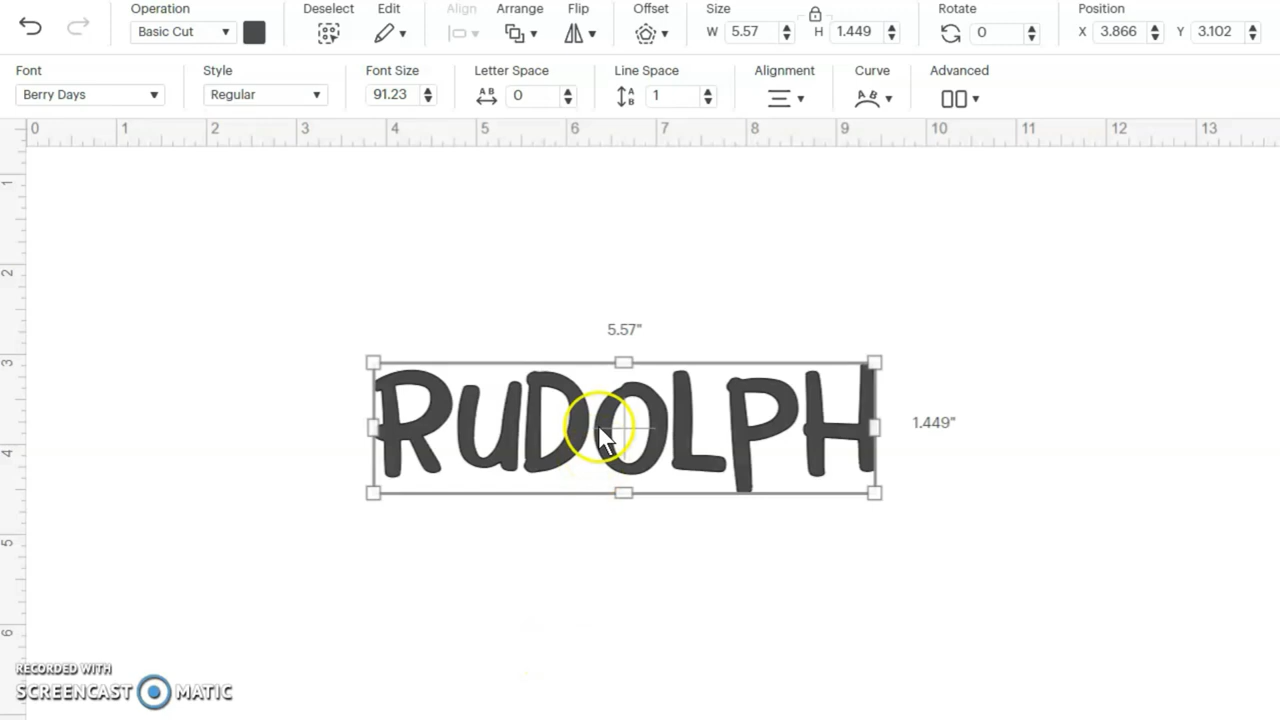 Operation Deselect Edit Align Arrange Flip Offset Size Rotate Position
Basic Cut W 5.57 H 1.449 0 X 3.866 Y 3.102
Font Style Font Size Letter Space Line Space Alignment Curve Advanced
Berry Days Regular 91.23 A B 0 A B 1 A B
0 1 2 3 4 5 6 7 8 9 10 11 12 13
1
2
5.57"
3
RUDOLPH
1.449"
4
5
6
RECORDED WITH
SCREENCAST MATIC